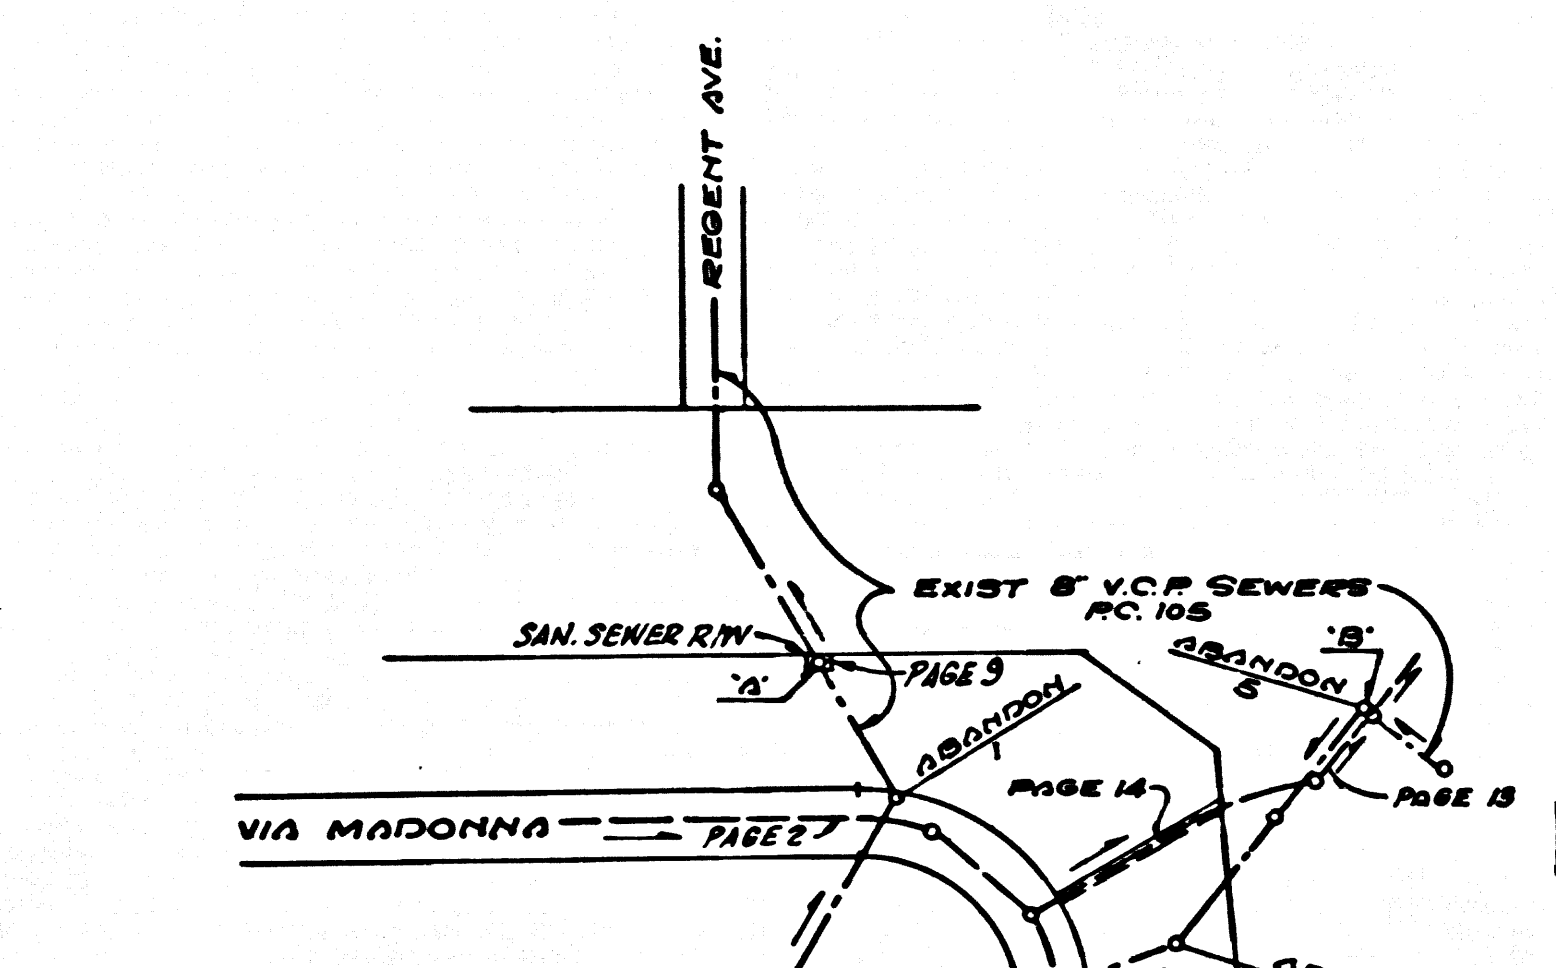 REGENT AVE.
EXIST 8" V.C.P. SEWERS
P.C. 105
SAN. SEWER R/W
"A"
PAGE 9
ABANDON
1
ABANDON
5
"B"
PAGE 14
PAGE 13
VIA MADONNA
PAGE 2